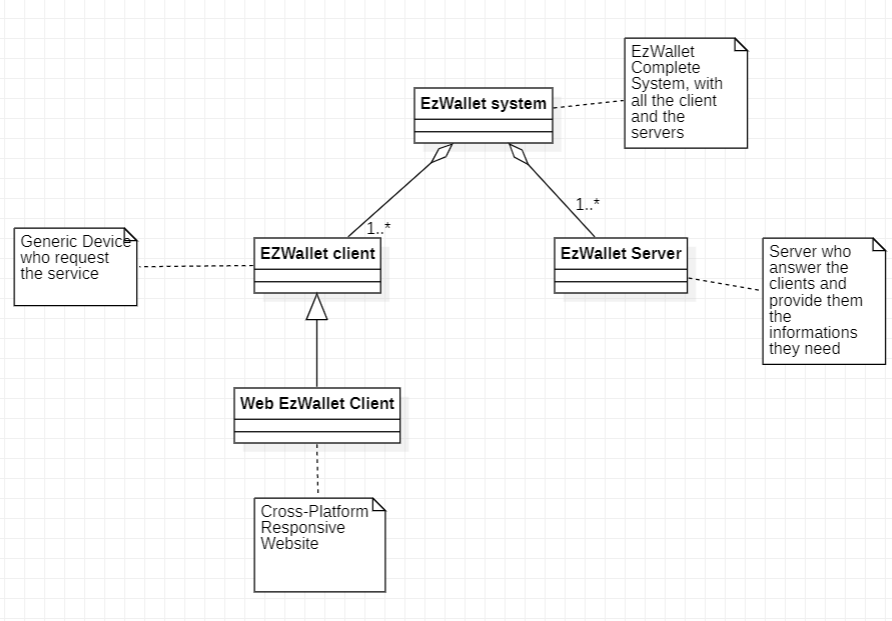 EzWallet
Complete
System, with
all the client
and the
servers
EzWallet system
1..*
1..*
Generic Device
who request
the service
EZWallet client
EzWallet Server
Server who
answer the
clients and
provide them
the
informations
they need
Web EzWallet Client
Cross-Platform
Responsive
Website